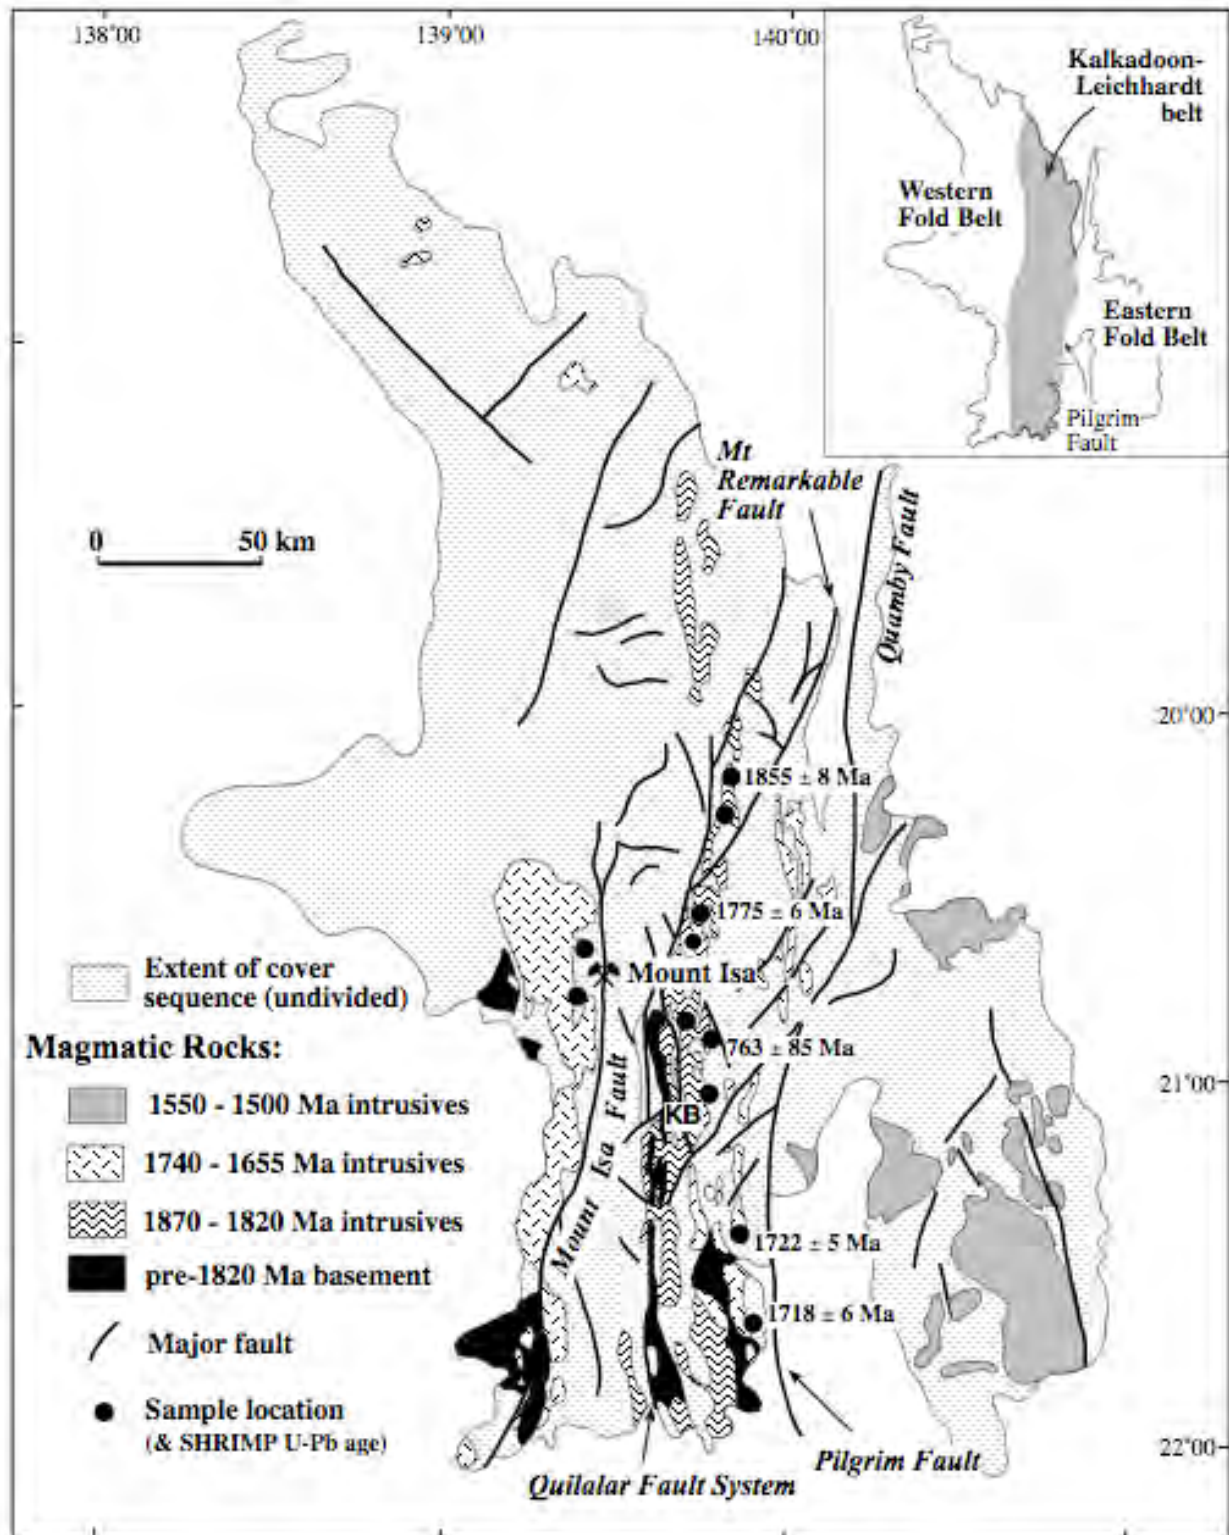 138°00
139°00
140°00
Kalkadoon-
Leichhardt
belt
Western
Fold Belt
Eastern
Fold Belt
Pilgrim
Fault
Mt
Remarkable
Fault
Quamby Fault
0 50 km
20°00
1855 ± 8 Ma
1775 ± 6 Ma
Mount Isa
763 ± 85 Ma
21°00
KB
Mount Isa Fault
1722 ± 5 Ma
1718 ± 6 Ma
Extent of cover
sequence (undivided)
Magmatic Rocks:
1550 - 1500 Ma intrusives
1740 - 1655 Ma intrusives
1870 - 1820 Ma intrusives
pre-1820 Ma basement
Major fault
Sample location
(& SHRIMP U-Pb age)
Pilgrim Fault
22°00
Quilalar Fault System